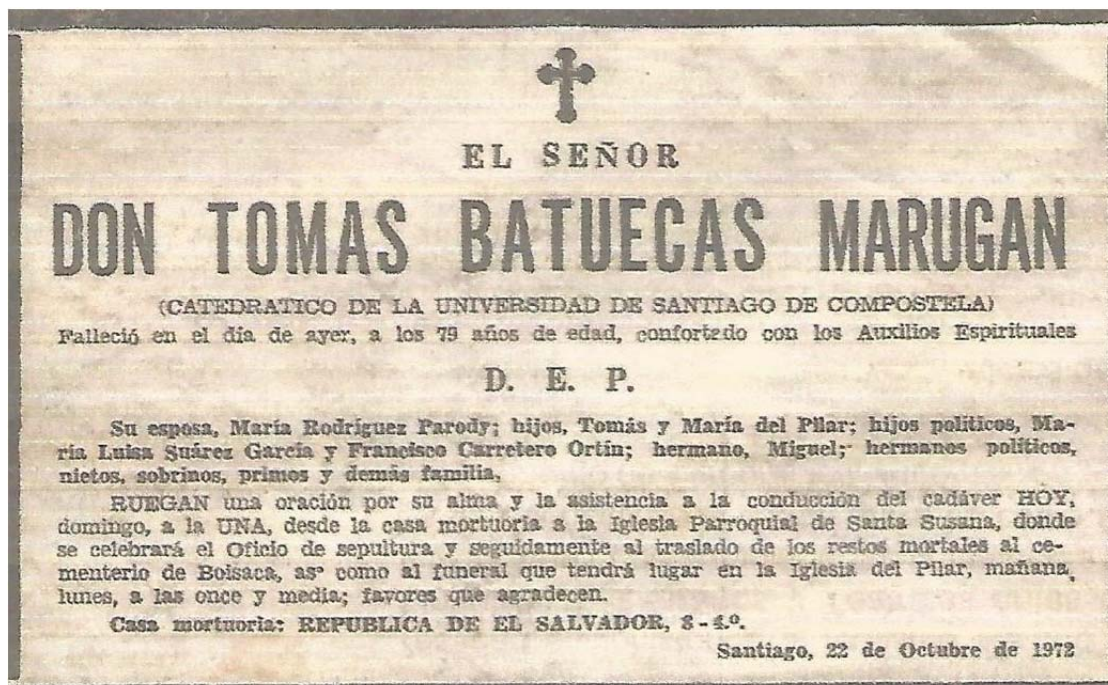 EL SEÑOR
DON TOMAS BATUECAS MARUGAN
(CATEDRATICO DE LA UNIVERSIDAD DE SANTIAGO DE COMPOSTELA)
Falleció en el día de ayer, a los 79 años de edad, confortado con los Auxilios Espirituales
D. E. P.
Su esposa, María Rodríguez Parody; hijos, Tomás y María del Pilar; hijos políticos, Ma-
ría Luisa Suárez García y Francisco Carretero Ortín; hermano, Miguel; hermanos políticos,
nietos, sobrinos, primos y demás familia,
RUEGAN una oración por su alma y la asistencia a la conducción del cadáver HOY,
domingo, a la UNA, desde la casa mortuoria a la Iglesia Parroquial de Santa Susana, donde
se celebrará el Oficio de sepultura y seguidamente al traslado de los restos mortales al ce-
menterio de Boisaca, as° como al funeral que tendrá lugar en la Iglesia del Pilar, mañana,
lunes, a las once y media; favores que agradecen.
Casa mortuoria: REPUBLICA DE EL SALVADOR, 8-4.º.
Santiago, 22 de Octubre de 1972